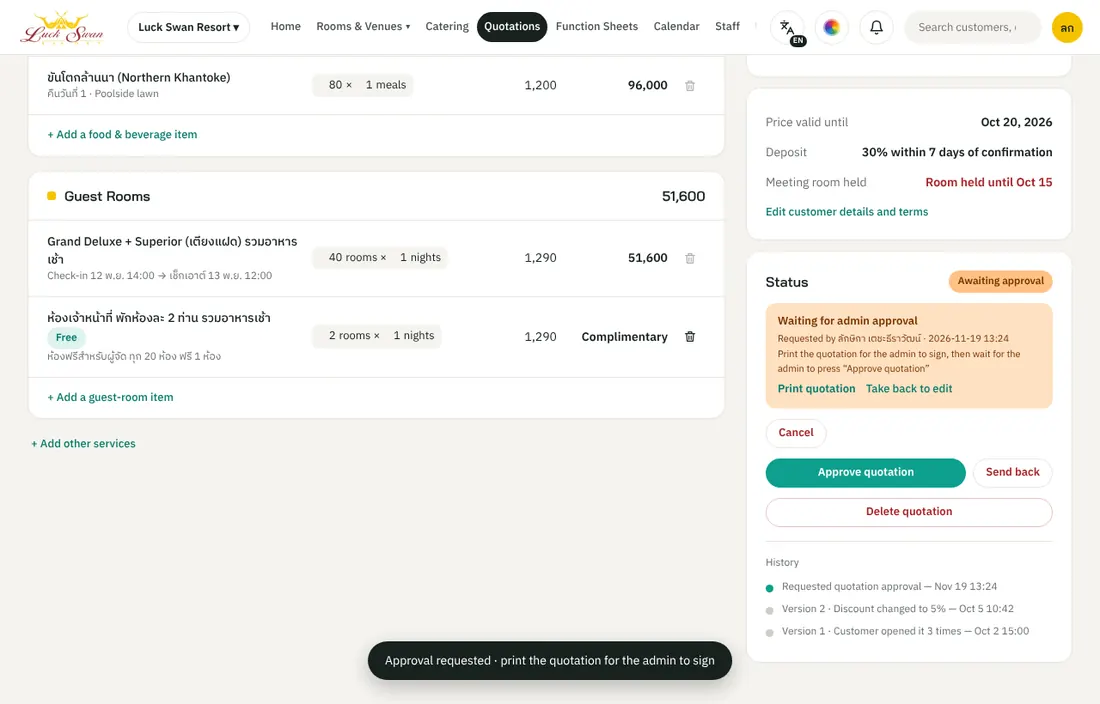 Luck Swan
Luck Swan Resort ▾
Home
Rooms & Venues ▾
Catering
Quotations
Function Sheets
Calendar
Staff
EN
Search customers,
ลก
ขันโตกล้านนา (Northern Khantoke)
คืนวันที่ 1 · Poolside lawn
80 × 1 meals
1,200
96,000
+ Add a food & beverage item
Guest Rooms
51,600
Grand Deluxe + Superior (เตียงแฝด) รวมอาหาร
เช้า
Check-in 12 พ.ย. 14:00 → เช็กเอาต์ 13 พ.ย. 12:00
40 rooms × 1 nights
1,290
51,600
ห้องเจ้าหน้าที่ พักห้องละ 2 ท่าน รวมอาหารเช้า
Free
ห้องฟรีสำหรับผู้จัด ทุก 20 ห้อง ฟรี 1 ห้อง
2 rooms × 1 nights
1,290
Complimentary
+ Add a guest-room item
+ Add other services
Price valid until
Oct 20, 2026
Deposit
30% within 7 days of confirmation
Meeting room held
Room held until Oct 15
Edit customer details and terms
Status
Awaiting approval
Waiting for admin approval
Requested by ลักษิกา เตชะธีราวัฒน์ · 2026-11-19 13:24
Print the quotation for the admin to sign, then wait for the
admin to press “Approve quotation”
Print quotation Take back to edit
Cancel
Approve quotation
Send back
Delete quotation
History
Requested quotation approval — Nov 19 13:24
Version 2 · Discount changed to 5% — Oct 5 10:42
Version 1 · Customer opened it 3 times — Oct 2 15:00
Approval requested · print the quotation for the admin to sign